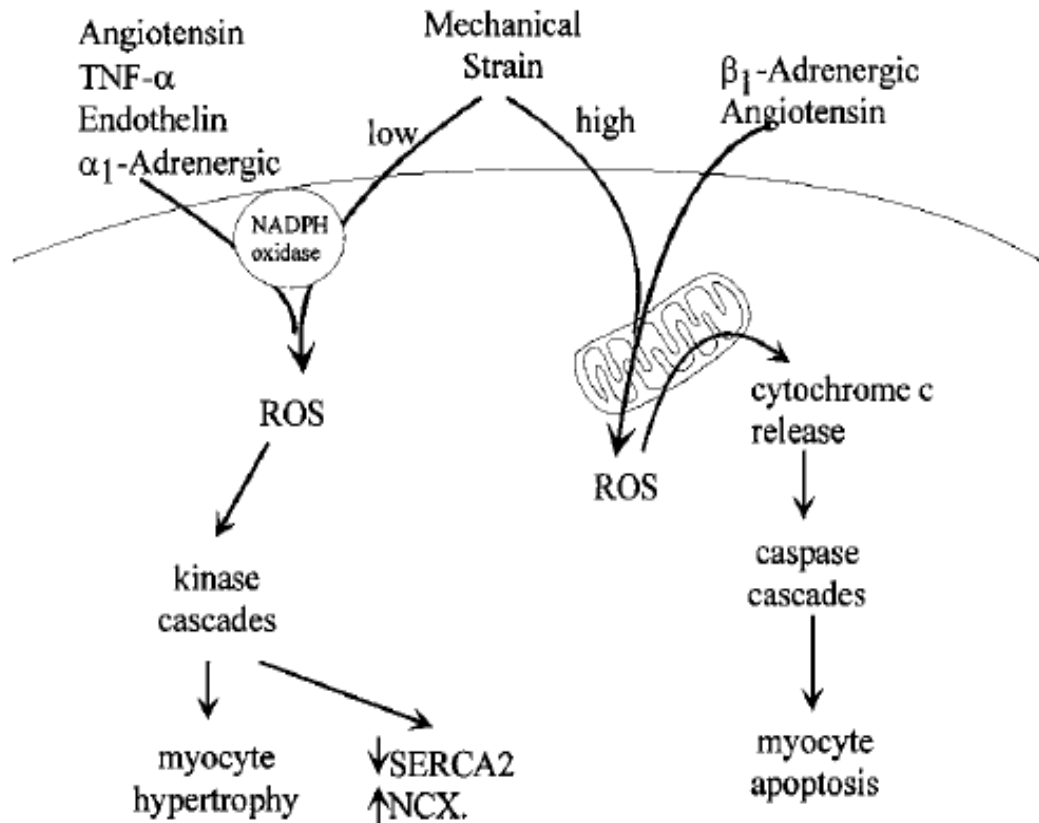 Angiotensin
TNF-α
Endothelin
α1-Adrenergic
Mechanical
Strain
low
high
β1-Adrenergic
Angiotensin
NADPH
oxidase
ROS
kinase
cascades
myocyte
hypertrophy
↓SERCA2
↑NCX.
ROS
cytochrome c
release
caspase
cascades
myocyte
apoptosis